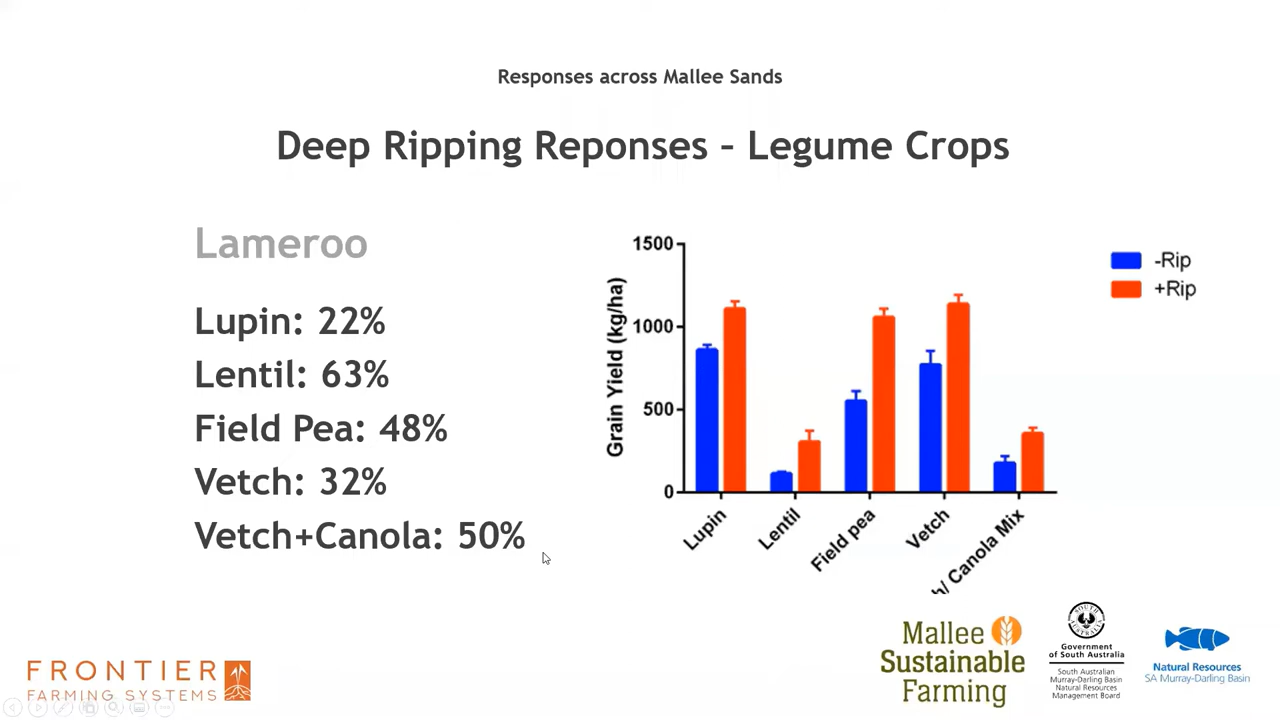 Responses across Mallee Sands
Deep Ripping Reponses – Legume Crops
Lameroo
Lupin: 22%
Lentil: 63%
Field Pea: 48%
Vetch: 32%
Vetch+Canola: 50%
Grain Yield (kg/ha)
1500
1000
500
0
Lupin
Lentil
Field pea
Vetch
h/ Canola Mix
-Rip
+Rip
FRONTIER
FARMING SYSTEMS
Mallee
Sustainable
Farming
SOUTH AUSTRALIA
Government
of South Australia
South Australian
Murray-Darling Basin
Natural Resources
Management Board
Natural Resources
SA Murray-Darling Basin